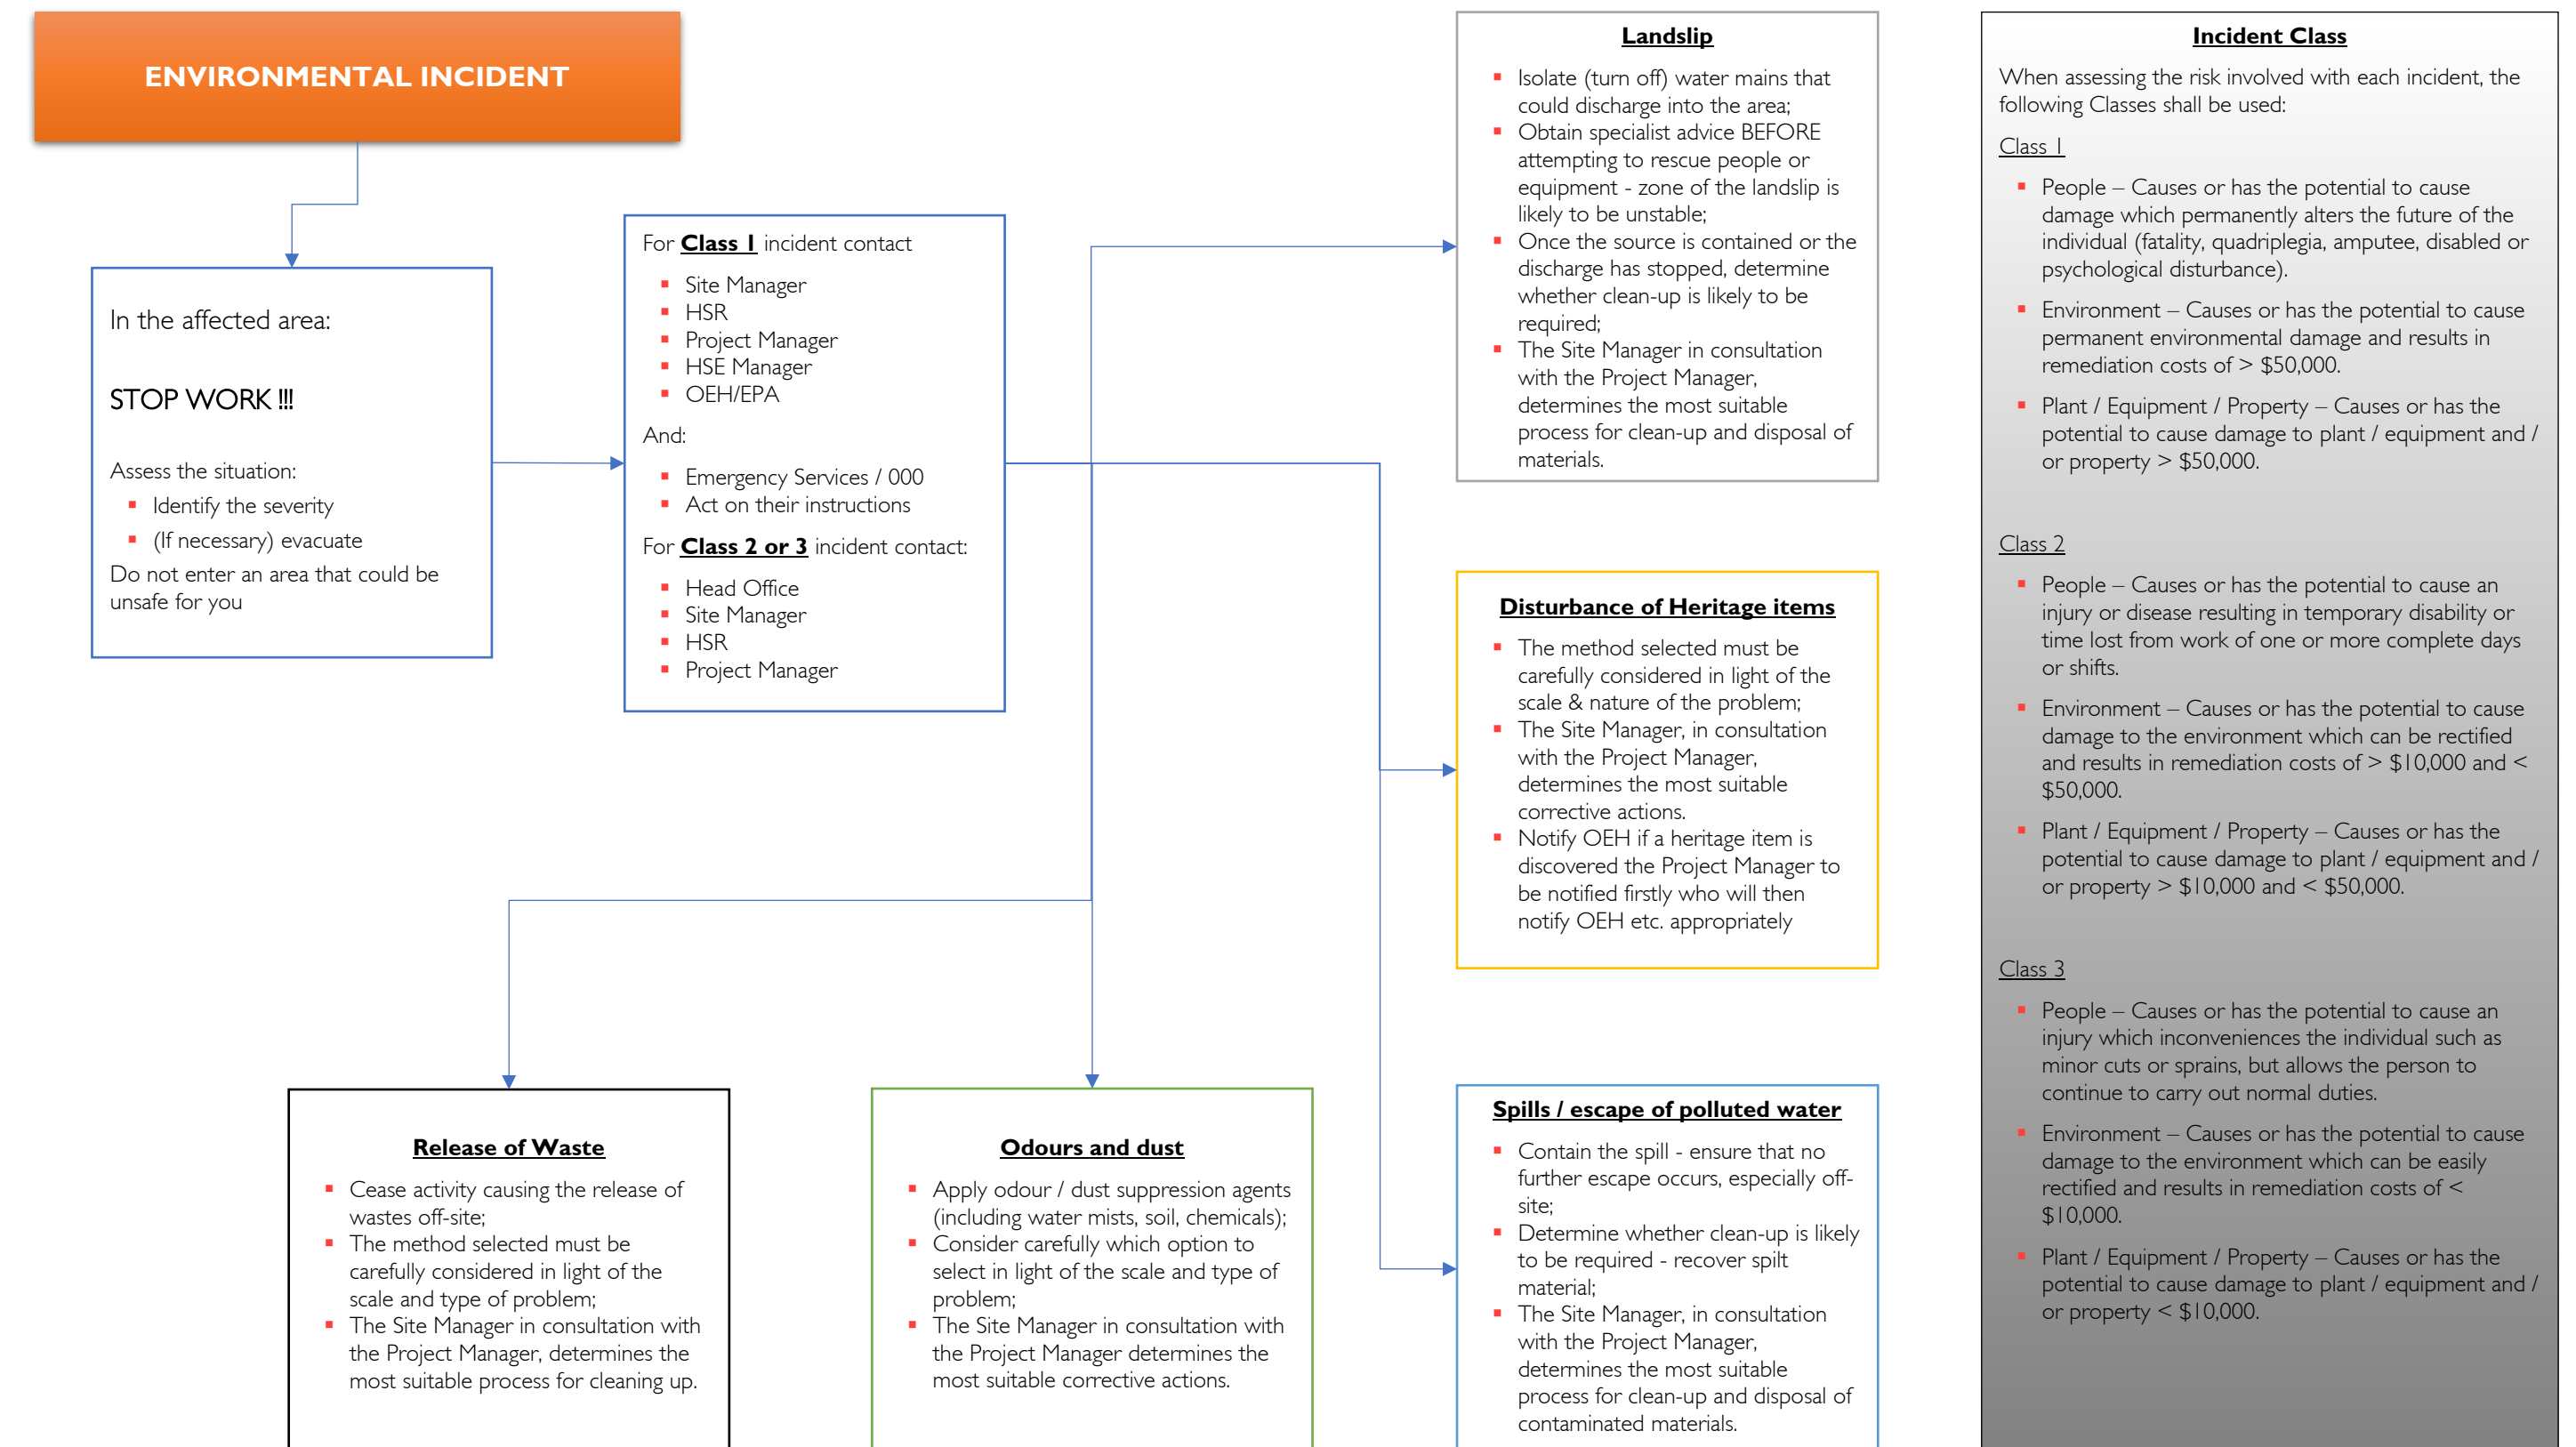 ENVIRONMENTAL INCIDENT
In the affected area:
STOP WORK !!!
Assess the situation:
▪ Identify the severity
▪ (If necessary) evacuate
Do not enter an area that could be
unsafe for you
For Class 1 incident contact
▪ Site Manager
▪ HSR
▪ Project Manager
▪ HSE Manager
▪ OEH/EPA
And:
▪ Emergency Services / 000
▪ Act on their instructions
For Class 2 or 3 incident contact:
▪ Head Office
▪ Site Manager
▪ HSR
▪ Project Manager
Landslip
▪ Isolate (turn off) water mains that
could discharge into the area;
▪ Obtain specialist advice BEFORE
attempting to rescue people or
equipment - zone of the landslip is
likely to be unstable;
▪ Once the source is contained or the
discharge has stopped, determine
whether clean-up is likely to be
required;
▪ The Site Manager in consultation
with the Project Manager,
determines the most suitable
process for clean-up and disposal of
materials.
Disturbance of Heritage items
▪ The method selected must be
carefully considered in light of the
scale & nature of the problem;
▪ The Site Manager, in consultation
with the Project Manager,
determines the most suitable
corrective actions.
▪ Notify OEH if a heritage item is
discovered the Project Manager to
be notified firstly who will then
notify OEH etc. appropriately
Release of Waste
▪ Cease activity causing the release of
wastes off-site;
▪ The method selected must be
carefully considered in light of the
scale and type of problem;
▪ The Site Manager in consultation with
the Project Manager, determines the
most suitable process for cleaning up.
Odours and dust
▪ Apply odour / dust suppression agents
(including water mists, soil, chemicals);
▪ Consider carefully which option to
select in light of the scale and type of
problem;
▪ The Site Manager in consultation with
the Project Manager determines the
most suitable corrective actions.
Spills / escape of polluted water
▪ Contain the spill - ensure that no
further escape occurs, especially off-
site;
▪ Determine whether clean-up is likely
to be required - recover spilt
material;
▪ The Site Manager, in consultation
with the Project Manager,
determines the most suitable
process for clean-up and disposal of
contaminated materials.
Incident Class
When assessing the risk involved with each incident, the
following Classes shall be used:
Class 1
▪ People – Causes or has the potential to cause
damage which permanently alters the future of the
individual (fatality, quadriplegia, amputee, disabled or
psychological disturbance).
▪ Environment – Causes or has the potential to cause
permanent environmental damage and results in
remediation costs of > $50,000.
▪ Plant / Equipment / Property – Causes or has the
potential to cause damage to plant / equipment and /
or property > $50,000.
Class 2
▪ People – Causes or has the potential to cause an
injury or disease resulting in temporary disability or
time lost from work of one or more complete days
or shifts.
▪ Environment – Causes or has the potential to cause
damage to the environment which can be rectified
and results in remediation costs of > $10,000 and <
$50,000.
▪ Plant / Equipment / Property – Causes or has the
potential to cause damage to plant / equipment and /
or property > $10,000 and < $50,000.
Class 3
▪ People – Causes or has the potential to cause an
injury which inconveniences the individual such as
minor cuts or sprains, but allows the person to
continue to carry out normal duties.
▪ Environment – Causes or has the potential to cause
damage to the environment which can be easily
rectified and results in remediation costs of <
$10,000.
▪ Plant / Equipment / Property – Causes or has the
potential to cause damage to plant / equipment and /
or property < $10,000.